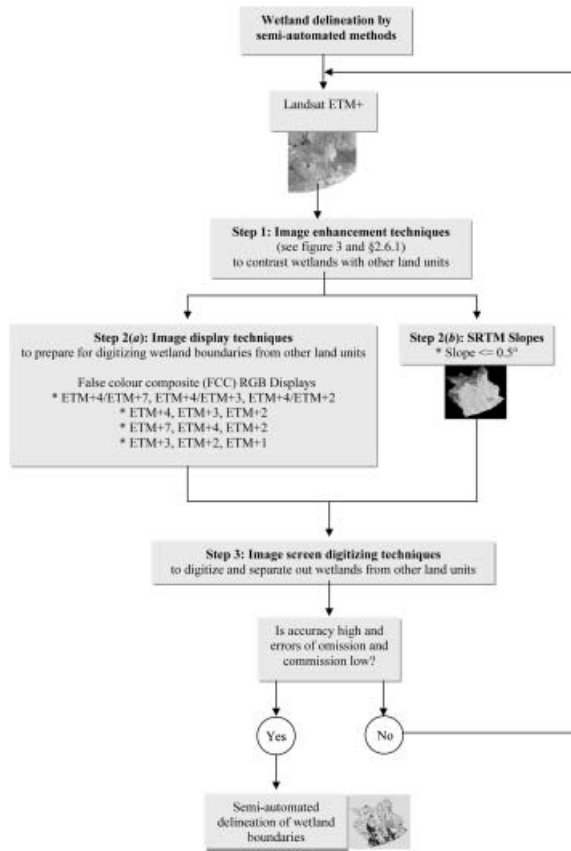 Wetland delineation by
semi-automated methods
Landsat ETM+
Step 1: Image enhancement techniques
(see figure 3 and §2.6.1)
to contrast wetlands with other land units
Step 2(a): Image display techniques
to prepare for digitizing wetland boundaries from other land units
False colour composite (FCC) RGB Displays
* ETM+4/ETM+7, ETM+4/ETM+3, ETM+4/ETM+2
* ETM+4, ETM+3, ETM+2
* ETM+7, ETM+4, ETM+2
* ETM+3, ETM+2, ETM+1
Step 2(b): SRTM Slopes
* Slope <= 0.5°
Step 3: Image screen digitizing techniques
to digitize and separate out wetlands from other land units
Is accuracy high and
errors of omission and
commission low?
Yes
No
Semi-automated
delineation of wetland
boundaries